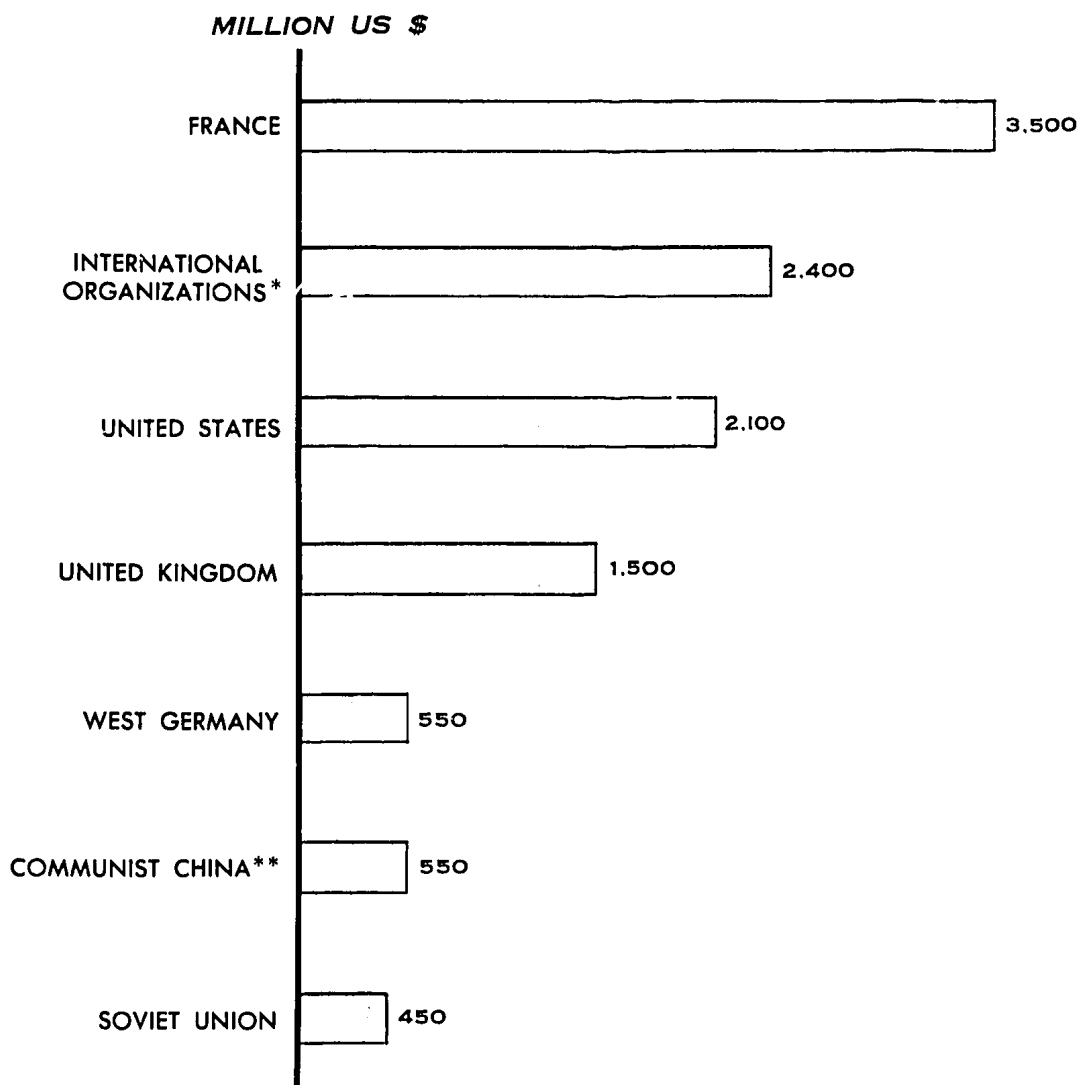 MILLION US $
FRANCE
3,500
INTERNATIONAL
ORGANIZATIONS*
2,400
UNITED STATES
2,100
UNITED KINGDOM
1,500
WEST GERMANY
550
COMMUNIST CHINA**
550
SOVIET UNION
450